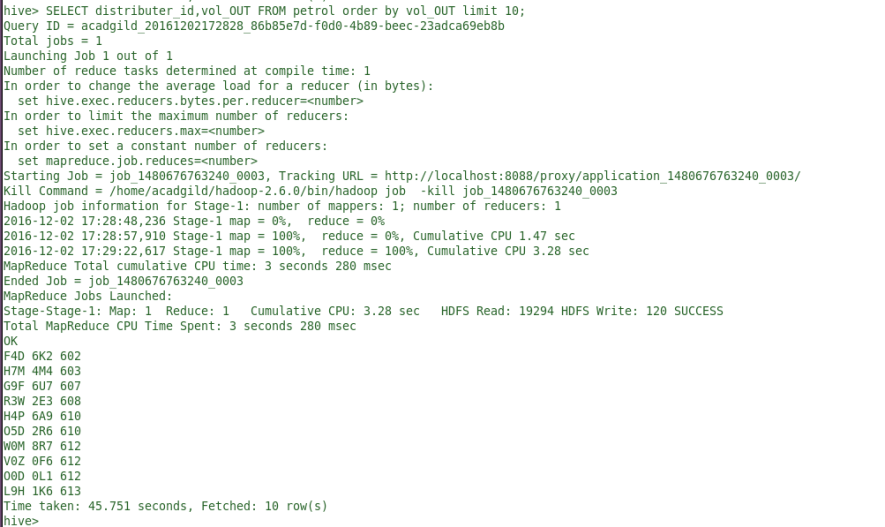 hive> SELECT distributer_id,vol_OUT FROM petrol order by vol_OUT limit 10;
Query ID = acadgild_20161202172828_86b85e7d-f0d0-4b89-beec-23adca69eb8b
Total jobs = 1
Launching Job 1 out of 1
Number of reduce tasks determined at compile time: 1
In order to change the average load for a reducer (in bytes):
  set hive.exec.reducers.bytes.per.reducer=<number>
In order to limit the maximum number of reducers:
  set hive.exec.reducers.max=<number>
In order to set a constant number of reducers:
  set mapreduce.job.reduces=<number>
Starting Job = job_1480676763240_0003, Tracking URL = http://localhost:8088/proxy/application_1480676763240_0003/
Kill Command = /home/acadgild/hadoop-2.6.0/bin/hadoop job  -kill job_1480676763240_0003
Hadoop job information for Stage-1: number of mappers: 1; number of reducers: 1
2016-12-02 17:28:48,236 Stage-1 map = 0%,  reduce = 0%
2016-12-02 17:28:57,910 Stage-1 map = 100%,  reduce = 0%, Cumulative CPU 1.47 sec
2016-12-02 17:29:22,617 Stage-1 map = 100%,  reduce = 100%, Cumulative CPU 3.28 sec
MapReduce Total cumulative CPU time: 3 seconds 280 msec
Ended Job = job_1480676763240_0003
MapReduce Jobs Launched:
Stage-Stage-1: Map: 1  Reduce: 1   Cumulative CPU: 3.28 sec   HDFS Read: 19294 HDFS Write: 120 SUCCESS
Total MapReduce CPU Time Spent: 3 seconds 280 msec
OK
F4D 6K2 602
H7M 4M4 603
G9F 6U7 607
R3W 2E3 608
H4P 6A9 610
O5D 2R6 610
W0M 8R7 612
V0Z 0F6 612
O0D 0L1 612
L9H 1K6 613
Time taken: 45.751 seconds, Fetched: 10 row(s)
hive>